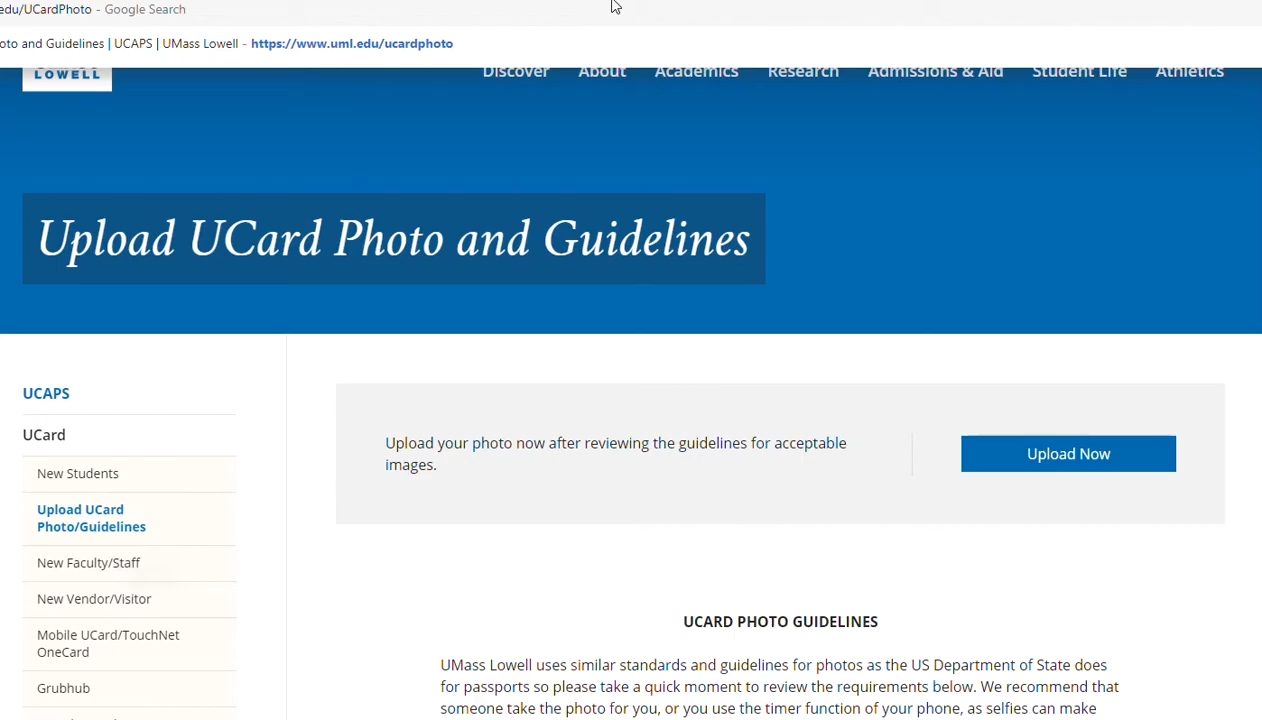 edu/UCardPhoto - Google Search
oto and Guidelines | UCAPS | UMass Lowell - https://www.uml.edu/ucardphoto
LOWELL
Discover About Academics Research Admissions & Aid Student Life Athletics
Upload UCard Photo and Guidelines
UCAPS
UCard
New Students
Upload UCard
Photo/Guidelines
New Faculty/Staff
New Vendor/Visitor
Mobile UCard/TouchNet
OneCard
Grubhub
Upload your photo now after reviewing the guidelines for acceptable
images.
Upload Now
UCARD PHOTO GUIDELINES
UMass Lowell uses similar standards and guidelines for photos as the US Department of State does
for passports so please take a quick moment to review the requirements below. We recommend that
someone take the photo for you, or you use the timer function of your phone, as selfies can make